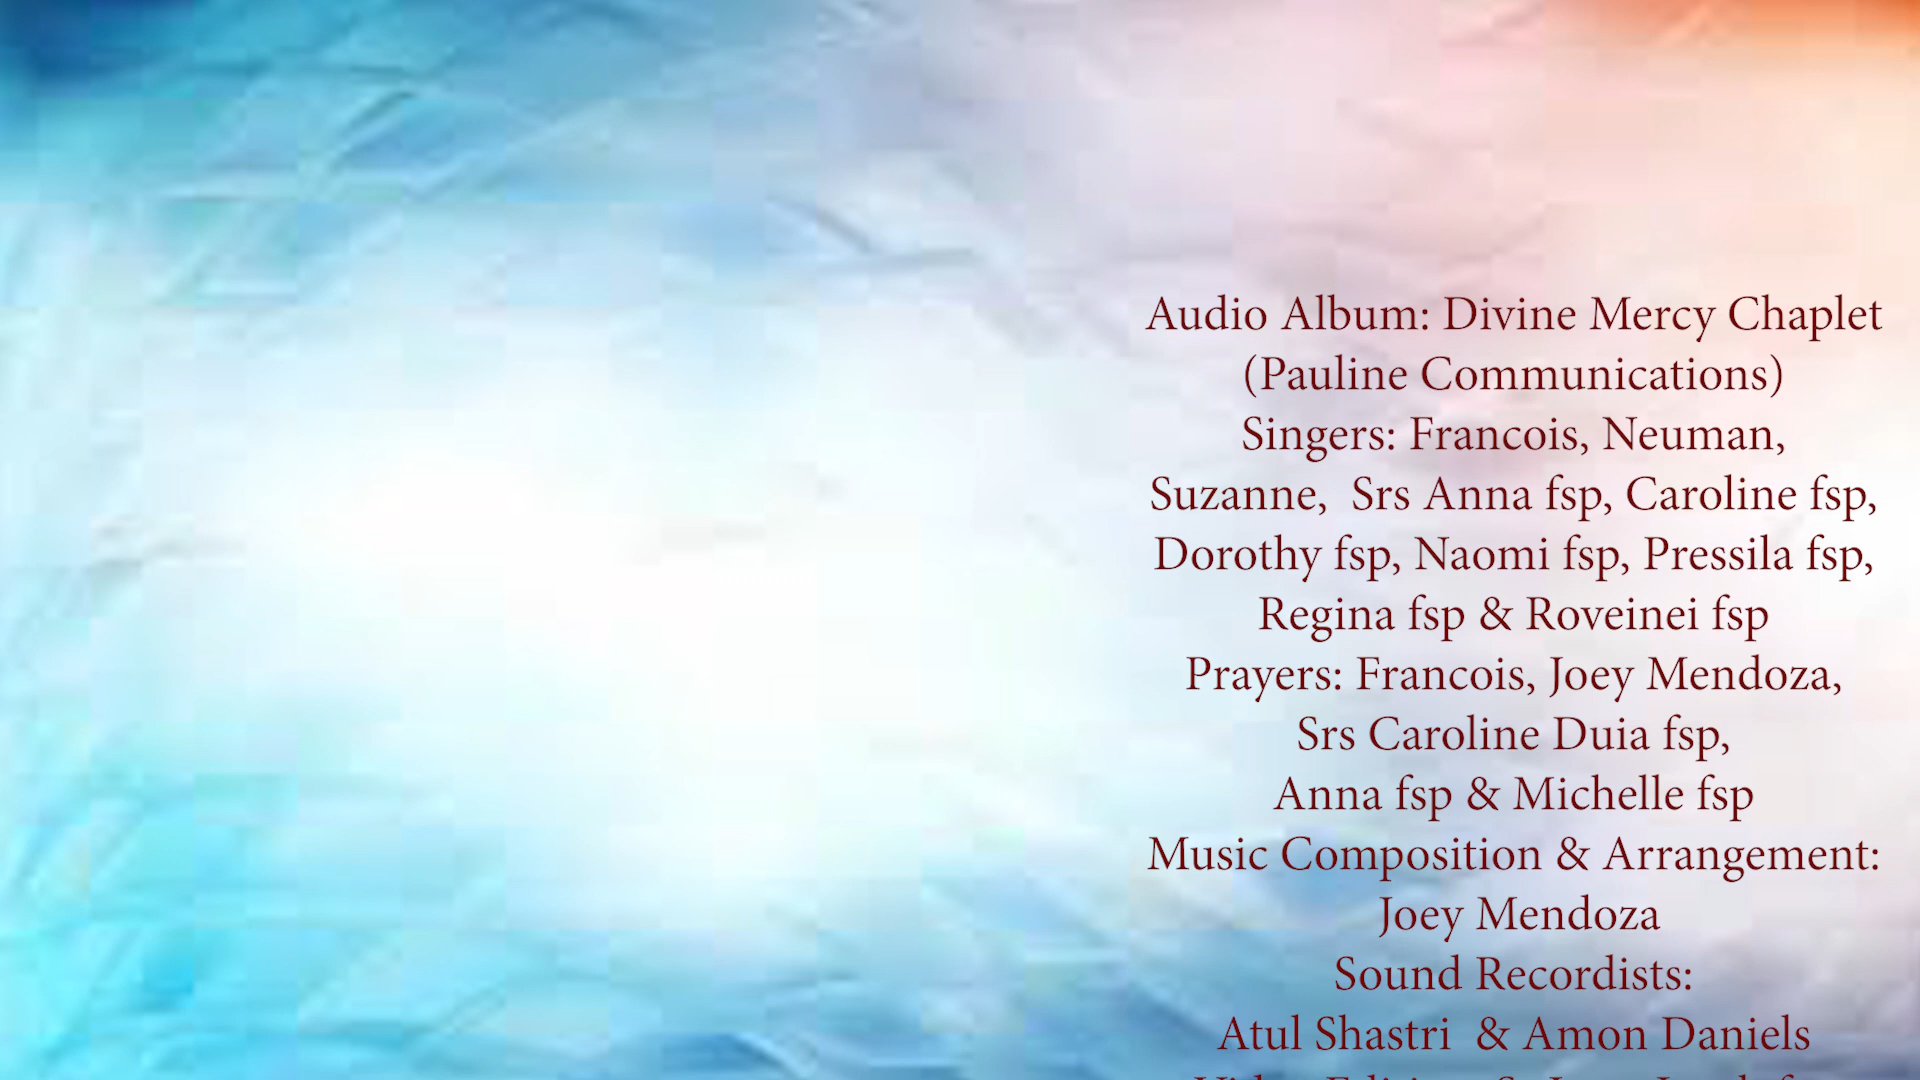 Audio Album: Divine Mercy Chaplet
(Pauline Communications)
Singers: Francois, Neuman,
Suzanne, Srs Anna fsp, Caroline fsp,
Dorothy fsp, Naomi fsp, Pressila fsp,
Regina fsp & Roveinei fsp
Prayers: Francois, Joey Mendoza,
Srs Caroline Duia fsp,
Anna fsp & Michelle fsp
Music Composition & Arrangement:
Joey Mendoza
Sound Recordists:
Atul Shastri & Amon Daniels